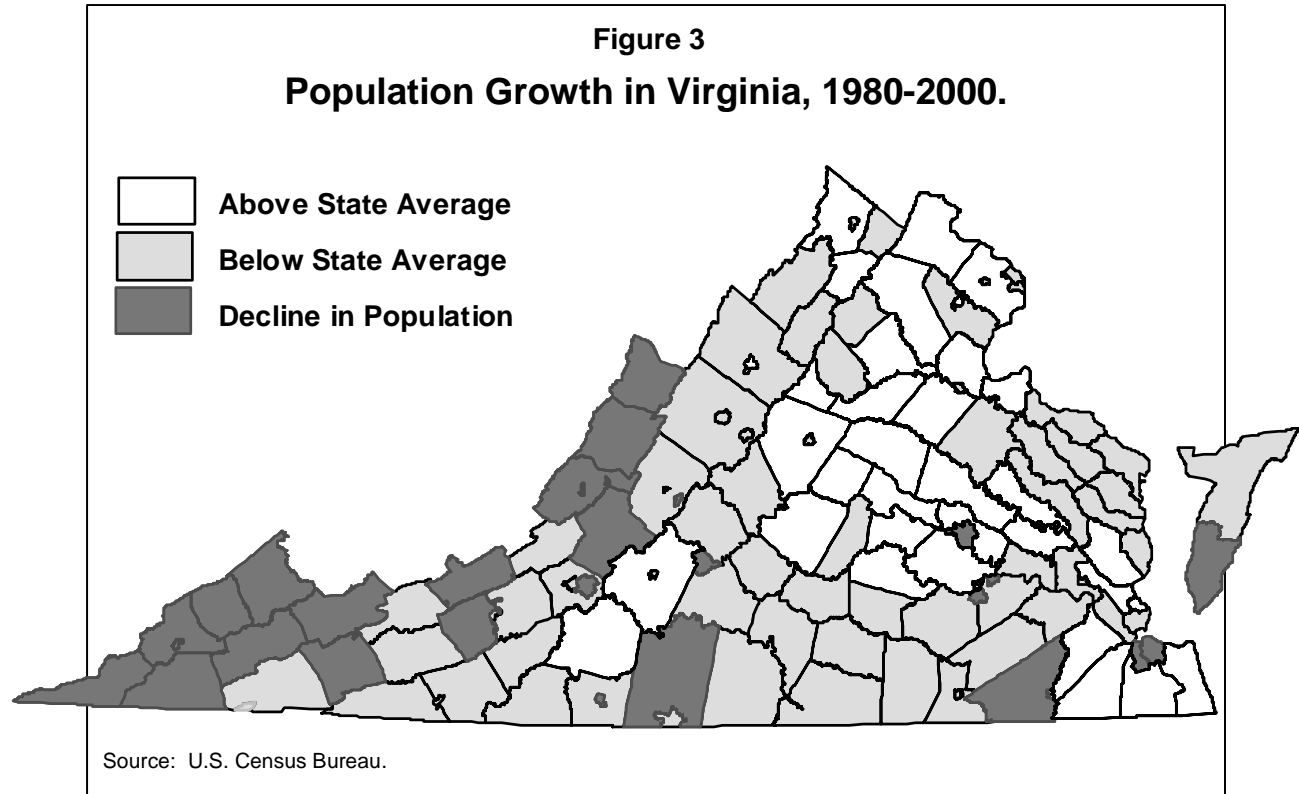 Figure 3
Population Growth in Virginia, 1980-2000.
Above State Average
Below State Average
Decline in Population
Source: U.S. Census Bureau.